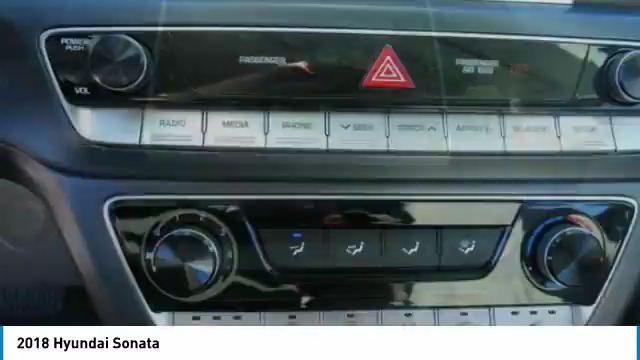 POWER
PUSH
VOL
PASSENGER
PASSENGER
AIR BAG
RADIO MEDIA PHONE SEEK TRACK
2018 Hyundai Sonata